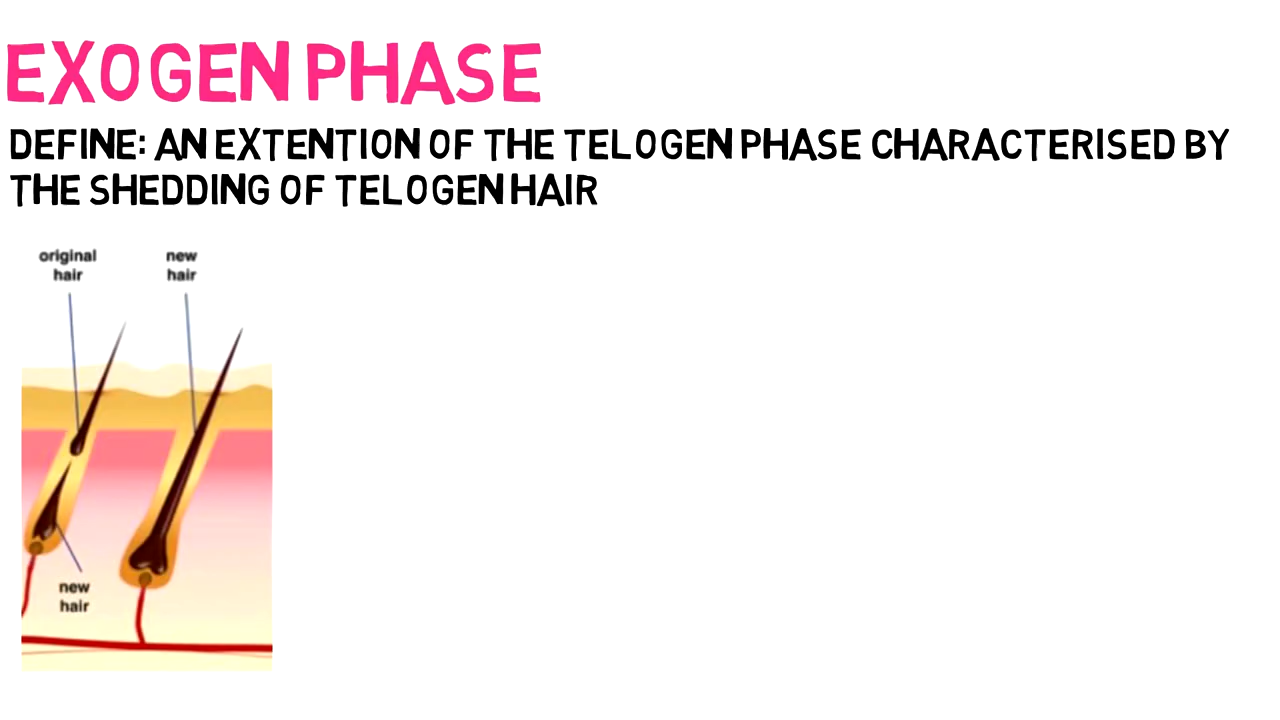 EXOGEN PHASE
DEFINE: AN EXTENTION OF THE TELOGEN PHASE CHARACTERISED BY
THE SHEDDING OF TELOGEN HAIR
original
hair
new
hair
new
hair